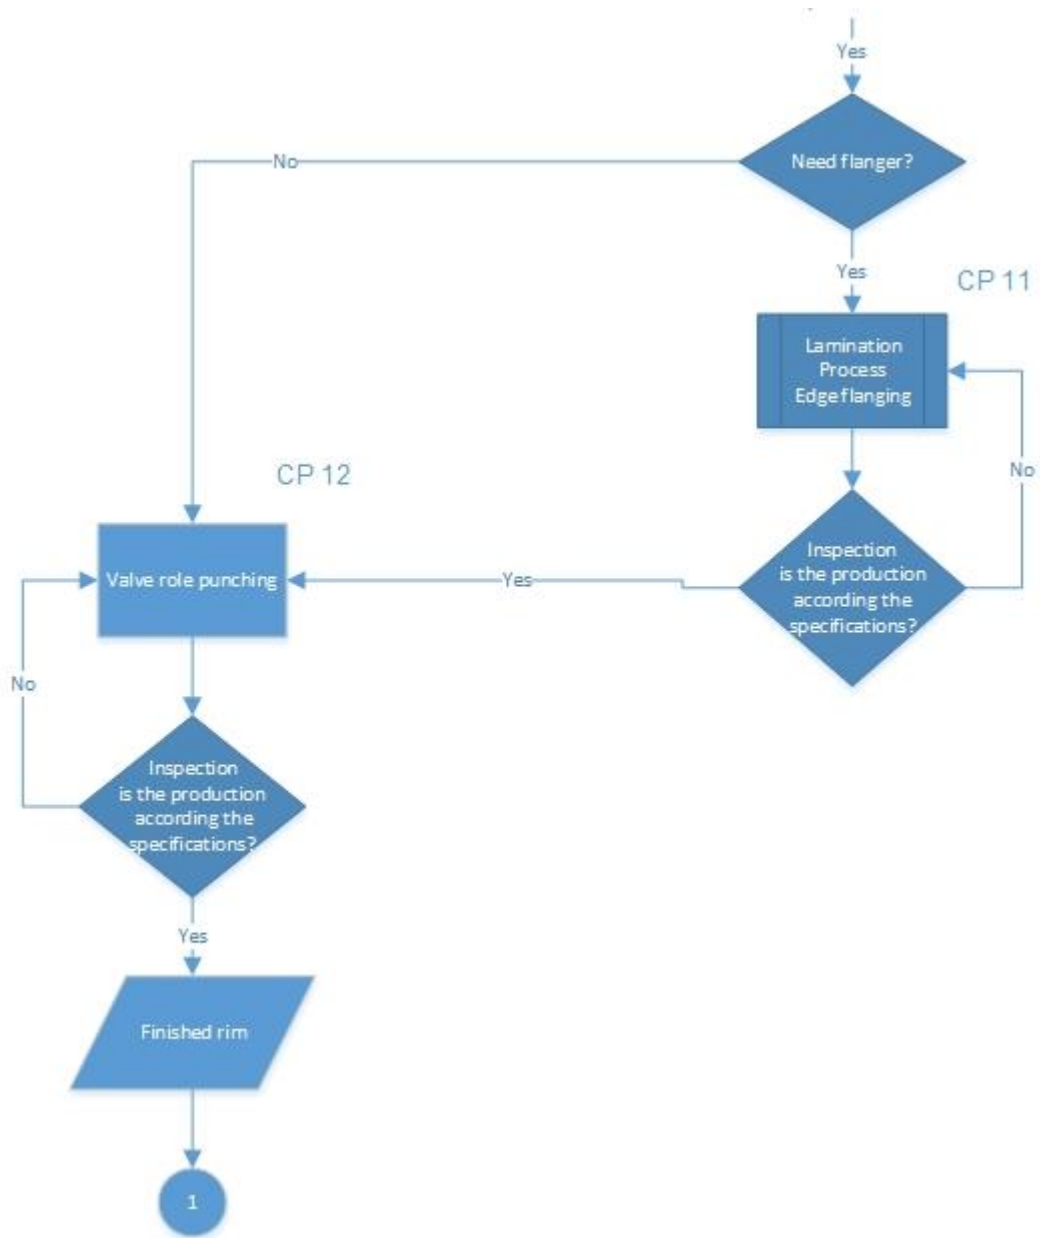 Yes
Need flanger?
No
Yes
CP 11
Lamination
Process
Edge flanging
No
CP 12
Inspection
is the production
according the
specifications?
Yes
Valve role punching
No
Inspection
is the production
according the
specifications?
Yes
Finished rim
1